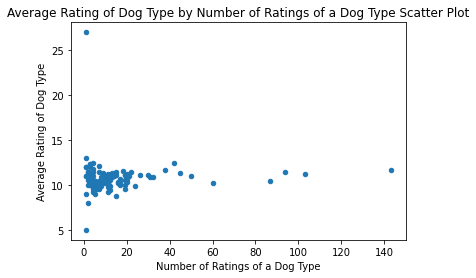 Average Rating of Dog Type by Number of Ratings of a Dog Type Scatter Plot
25
20
15
10
5
Average Rating of Dog Type
0 20 40 60 80 100 120 140
Number of Ratings of a Dog Type